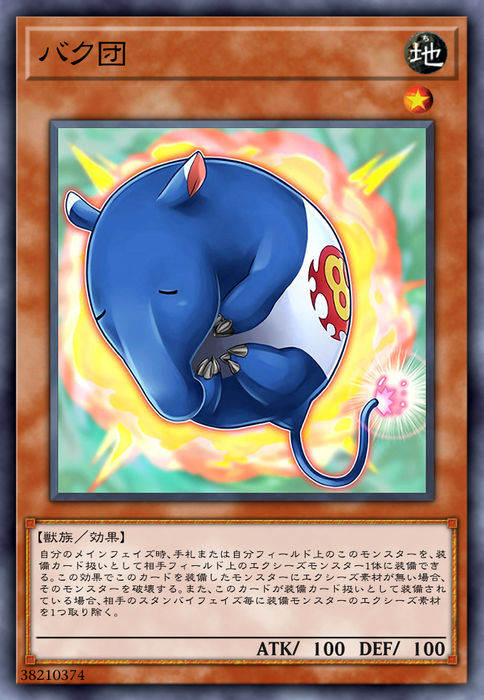 バク団
ち
地
8
【獣族／効果】
自分のメインフェイズ時、手札または自分フィールド上のこのモンスターを、装
備カード扱いとして相手フィールド上のエクシーズモンスター1体に装備でき
る。この効果でこのカードを装備したモンスターにエクシーズ素材が無い場合、
そのモンスターを破壊する。また、このカードが装備カード扱いとして装備され
ている場合、相手のスタンバイフェイズ毎に装備モンスターのエクシーズ素材
を1つ取り除く。
ATK/ 100 DEF/ 100
38210374